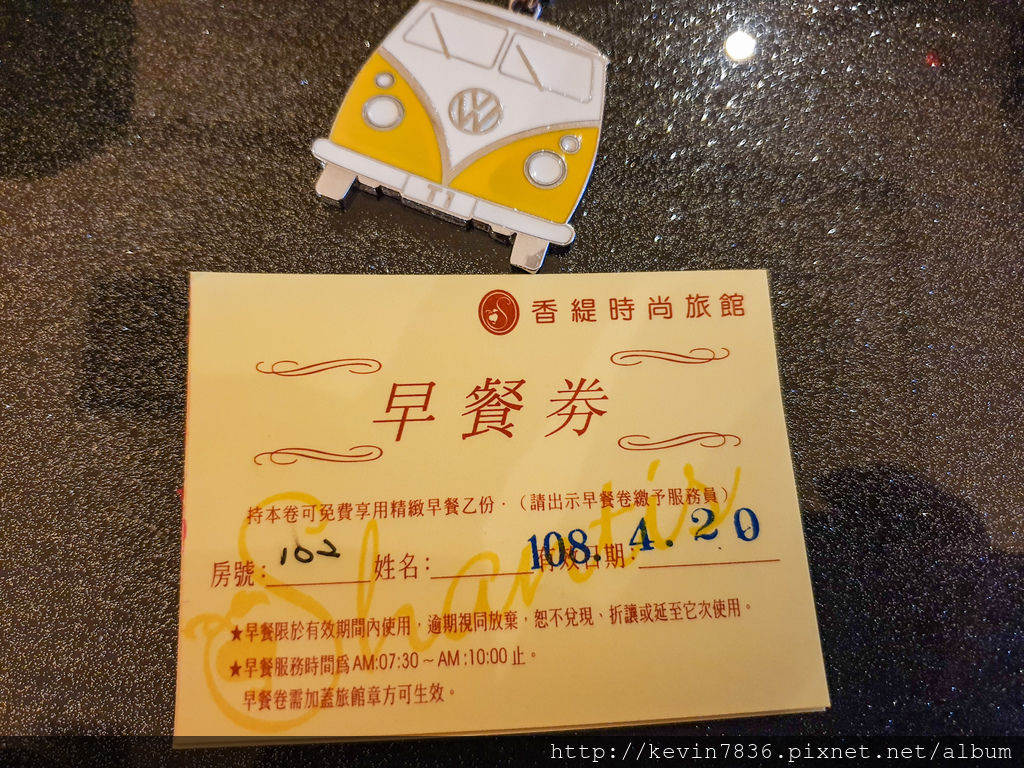 VW
T1
香緹時尚旅館
早餐券
Shantis
持本卷可免費享用精緻早餐乙份.（請出示早餐卷繳予服務員）
房號：102 姓名： 有效日期：108.4.20
★早餐限於有效期間內使用，逾期視同放棄，恕不兌現、折讓或延至它次使用。
★早餐服務時間為AM:07:30～AM:10:00止。
早餐卷需加蓋旅館章方可生效。
http://kevin7836.pixnet.net/album